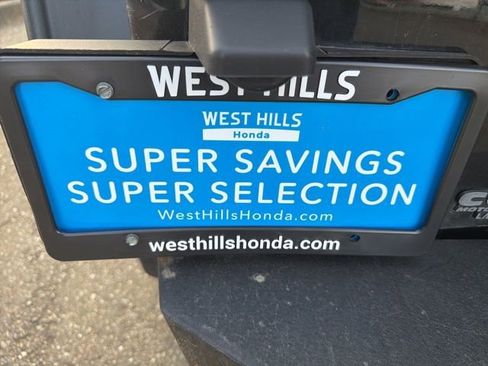 WEST HILLS
WEST HILLS
Honda
SUPER SAVINGS
SUPER SELECTION
WestHillsHonda.com
westhillshonda.com